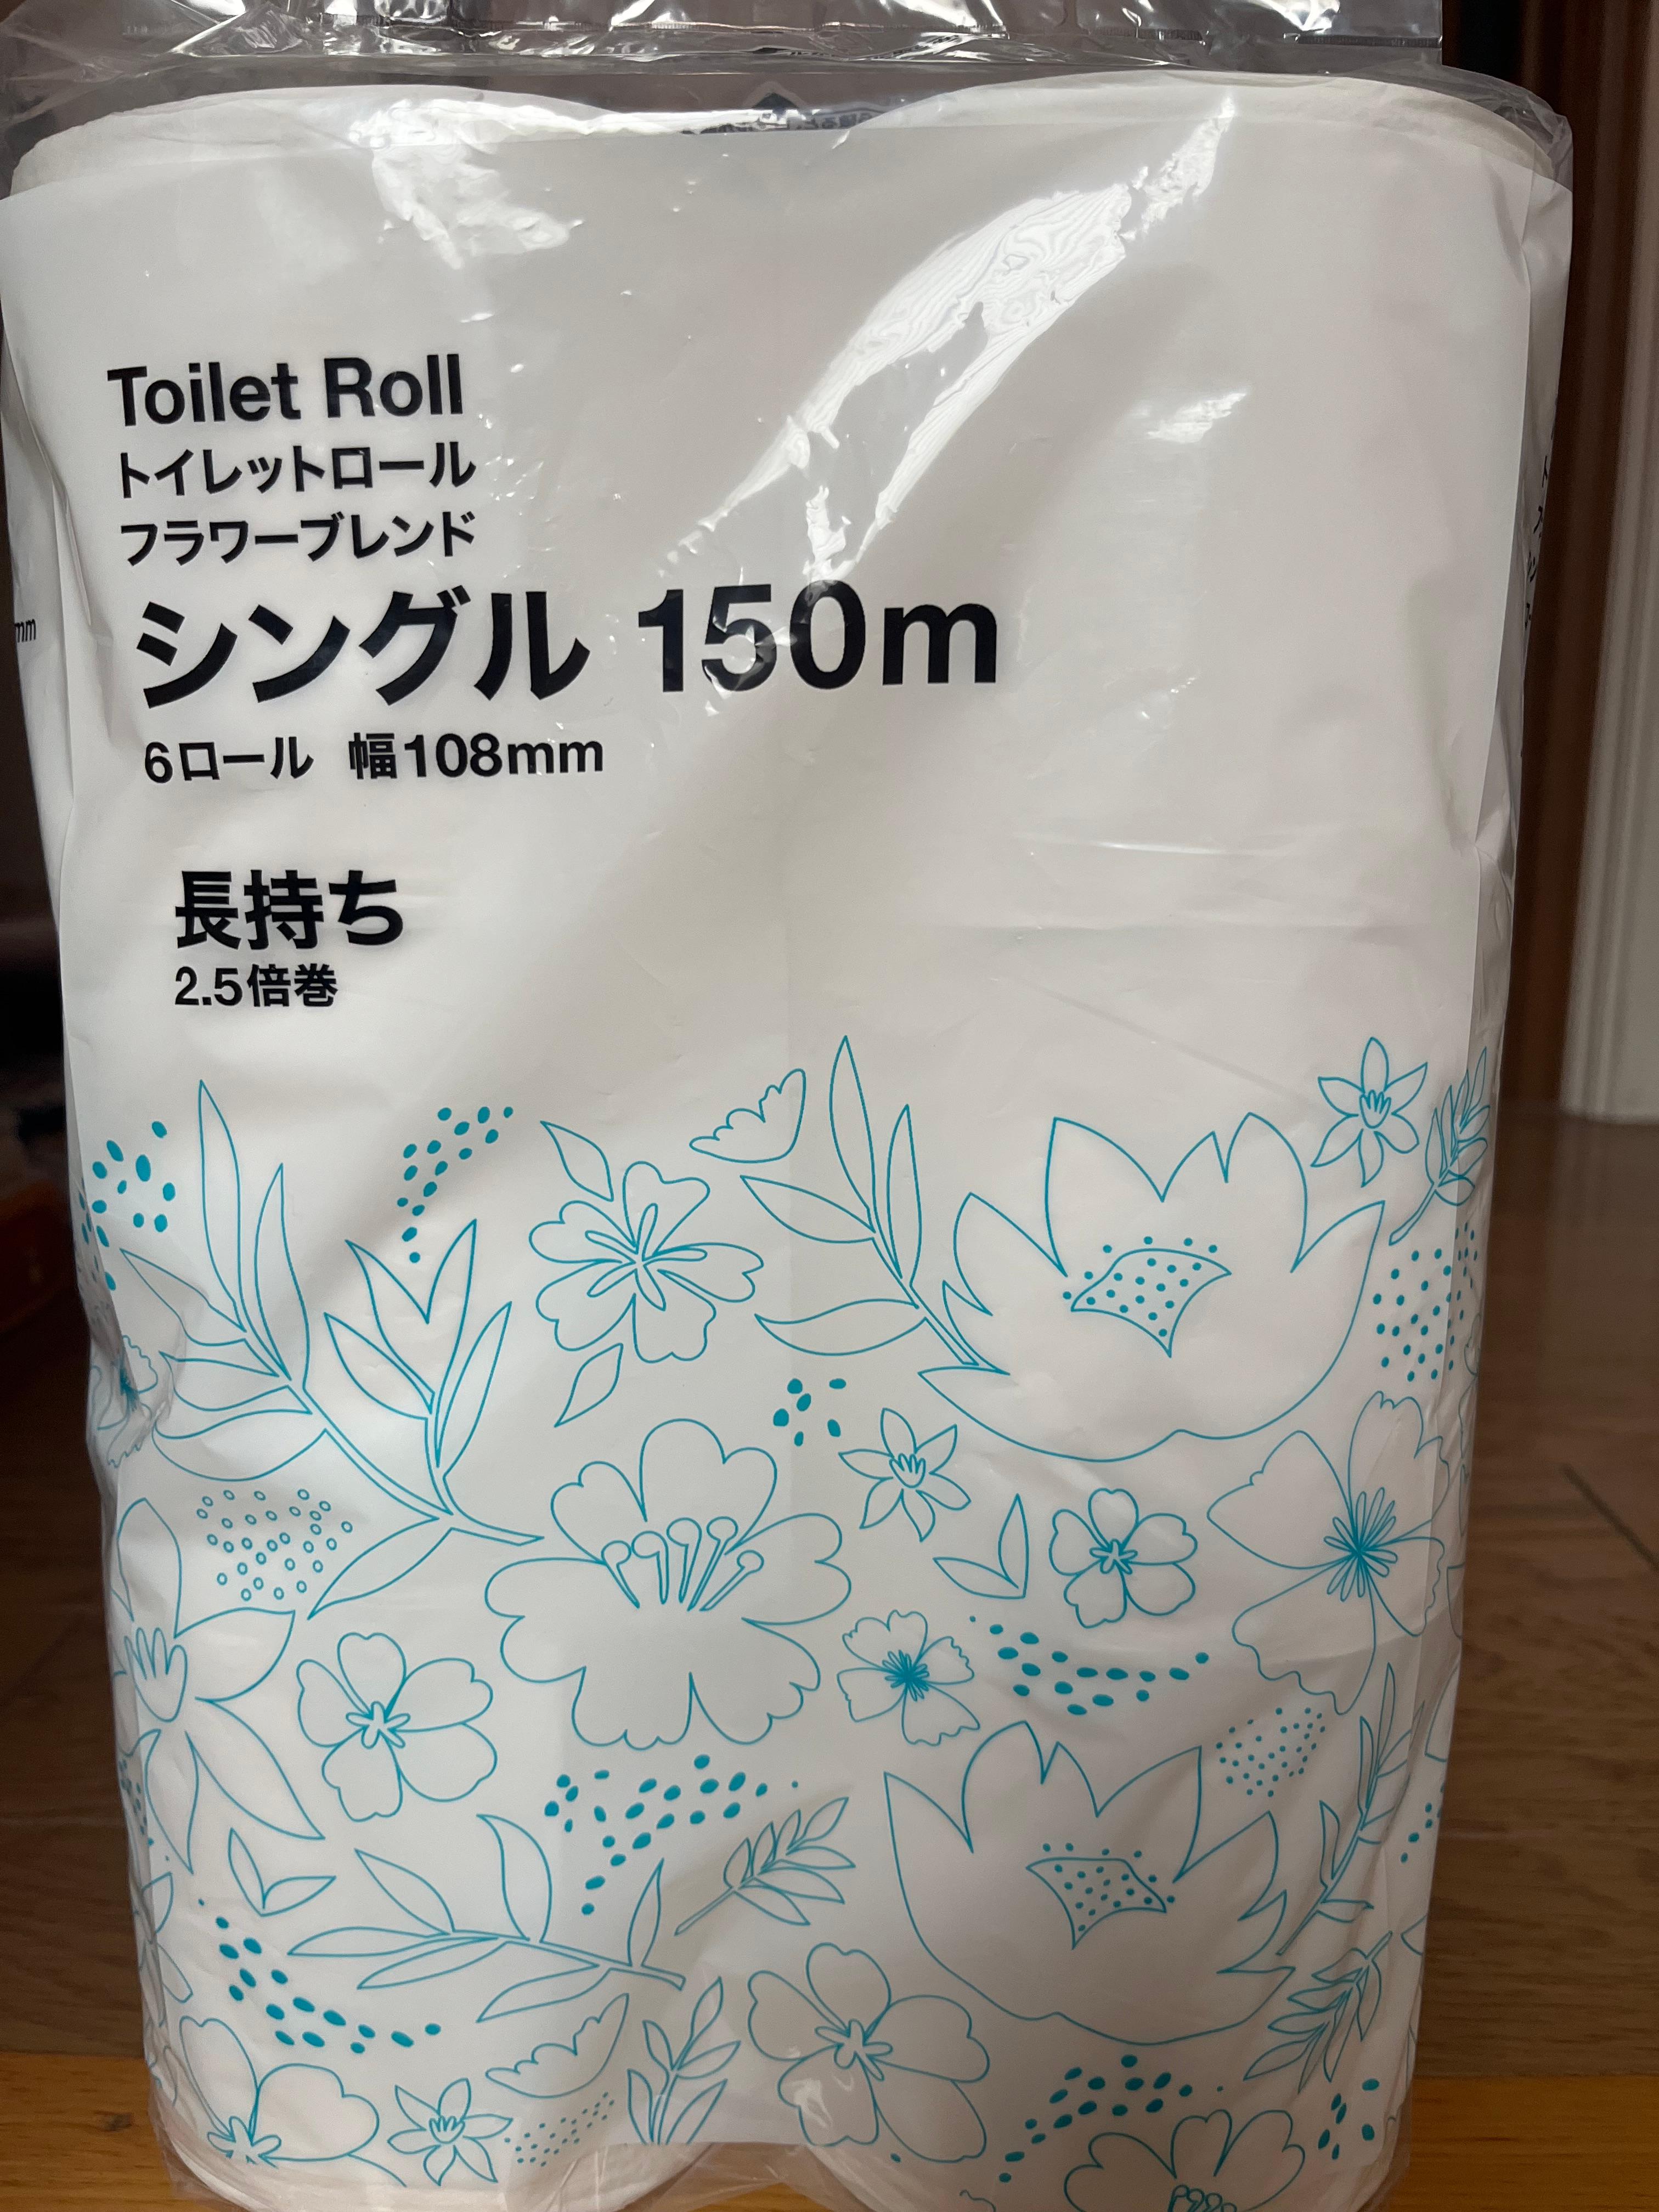 Toilet Roll
トイレットロール
フラワーブレンド
シングル 150m
6ロール 幅108mm
長持ち
2.5倍巻
mm